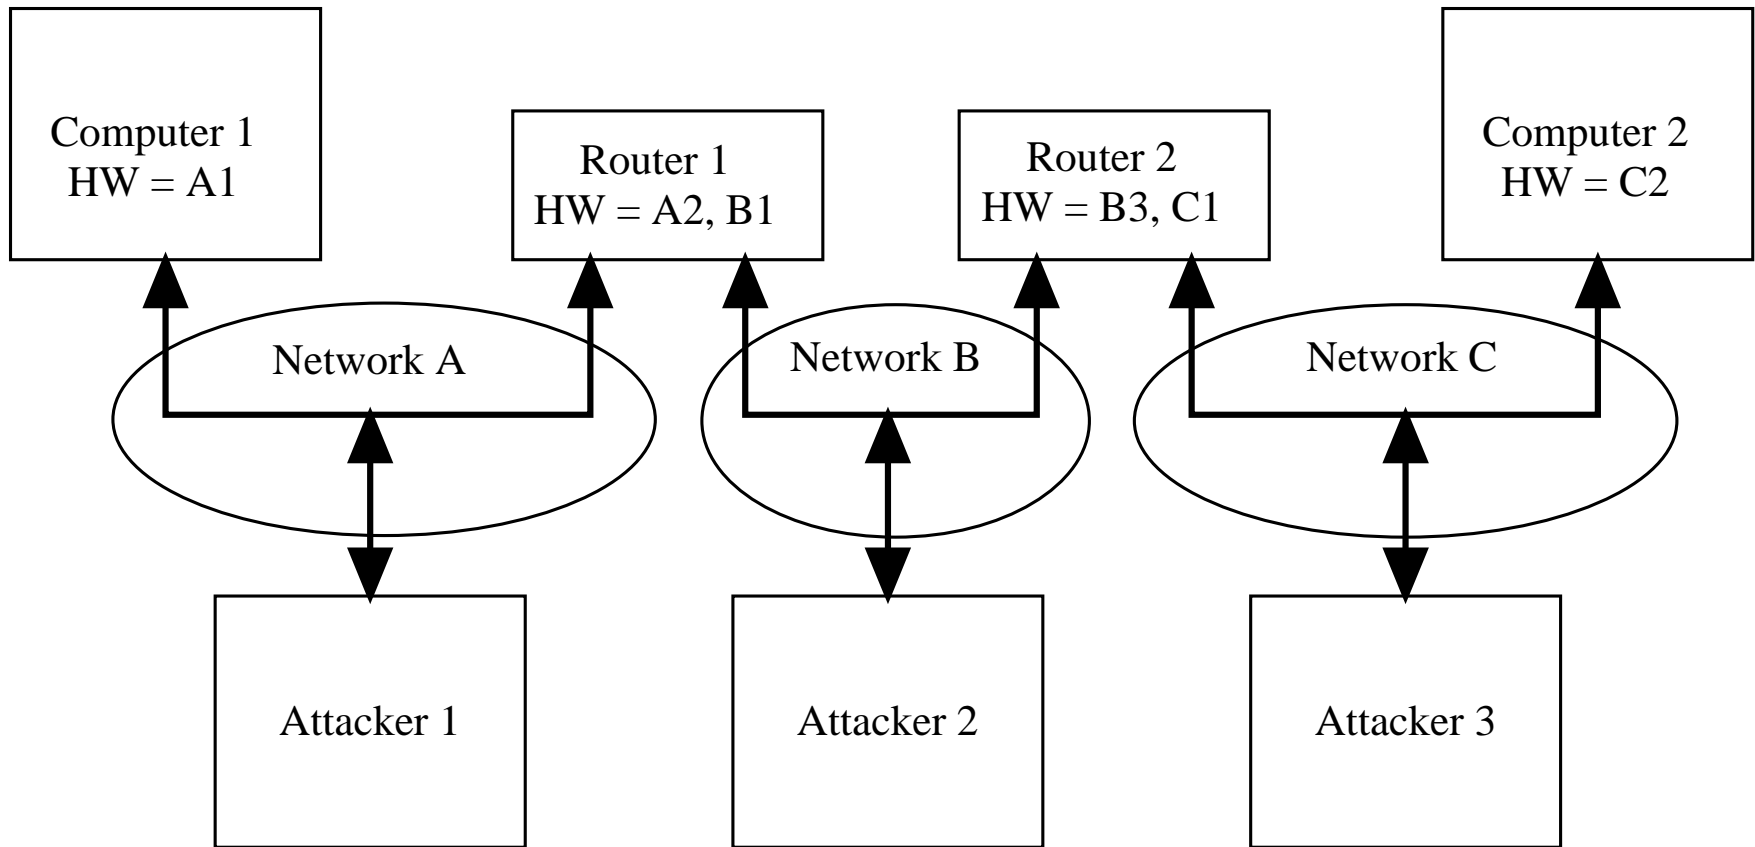 Computer 1
HW = A1
Router 1
HW = A2, B1
Router 2
HW = B3, C1
Computer 2
HW = C2
Network A
Network B
Network C
Attacker 1
Attacker 2
Attacker 3